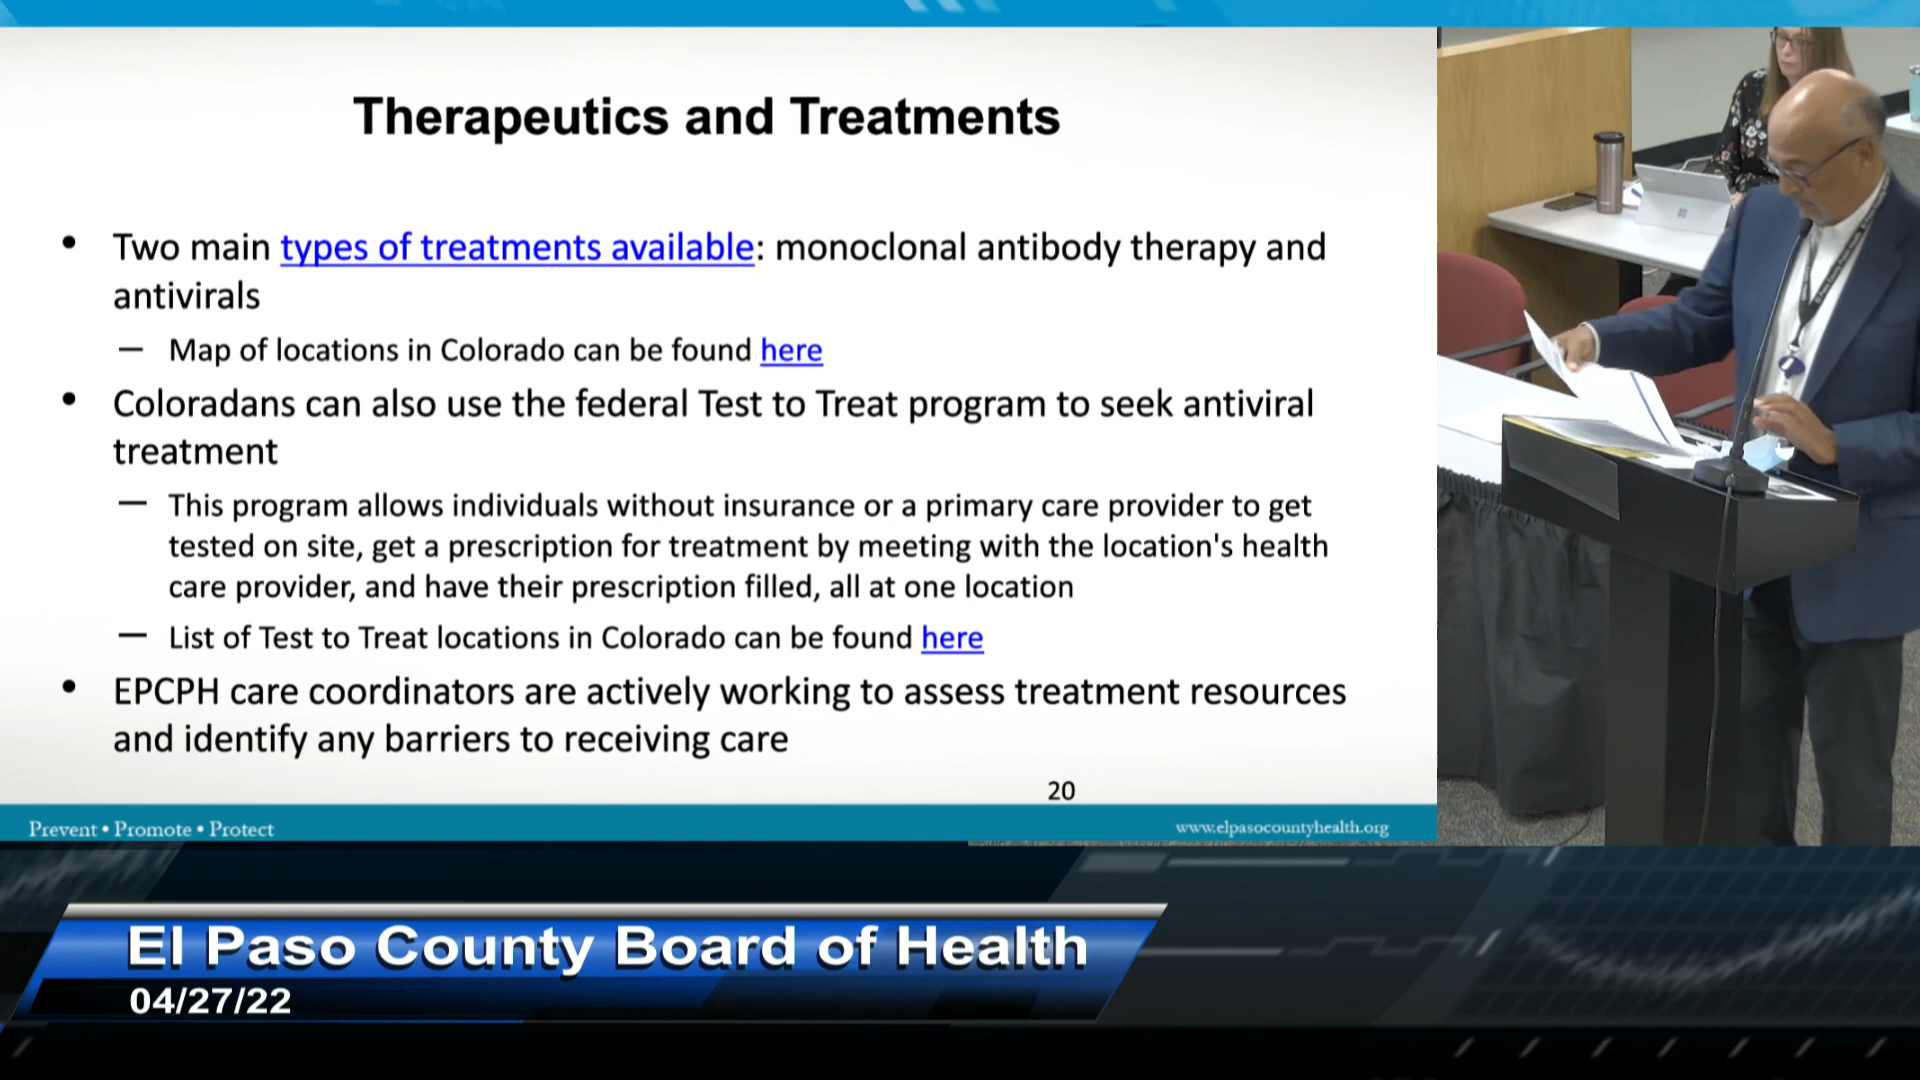 Therapeutics and Treatments
• Two main types of treatments available: monoclonal antibody therapy and
antivirals
— Map of locations in Colorado can be found here
• Coloradans can also use the federal Test to Treat program to seek antiviral
treatment
— This program allows individuals without insurance or a primary care provider to get
tested on site, get a prescription for treatment by meeting with the location's health
care provider, and have their prescription filled, all at one location
— List of Test to Treat locations in Colorado can be found here
• EPCPH care coordinators are actively working to assess treatment resources
and identify any barriers to receiving care
20
Prevent • Promote • Protect
www.elpasocountyhealth.org
El Paso County Board of Health
04/27/22